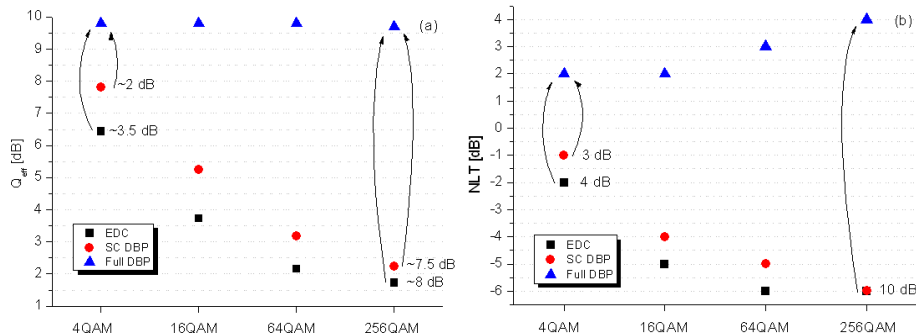 (a)
10
9
8
7
6
5
4
3
2
1
Q_eff [dB]
~2 dB
~3.5 dB
~7.5 dB
~8 dB
EDC
SC DBP
Full DBP
4QAM 16QAM 64QAM 256QAM
(b)
4
3
2
1
0
-1
-2
-3
-4
-5
-6
NLT [dB]
3 dB
4 dB
10 dB
EDC
SC DBP
Full DBP
4QAM 16QAM 64QAM 256QAM